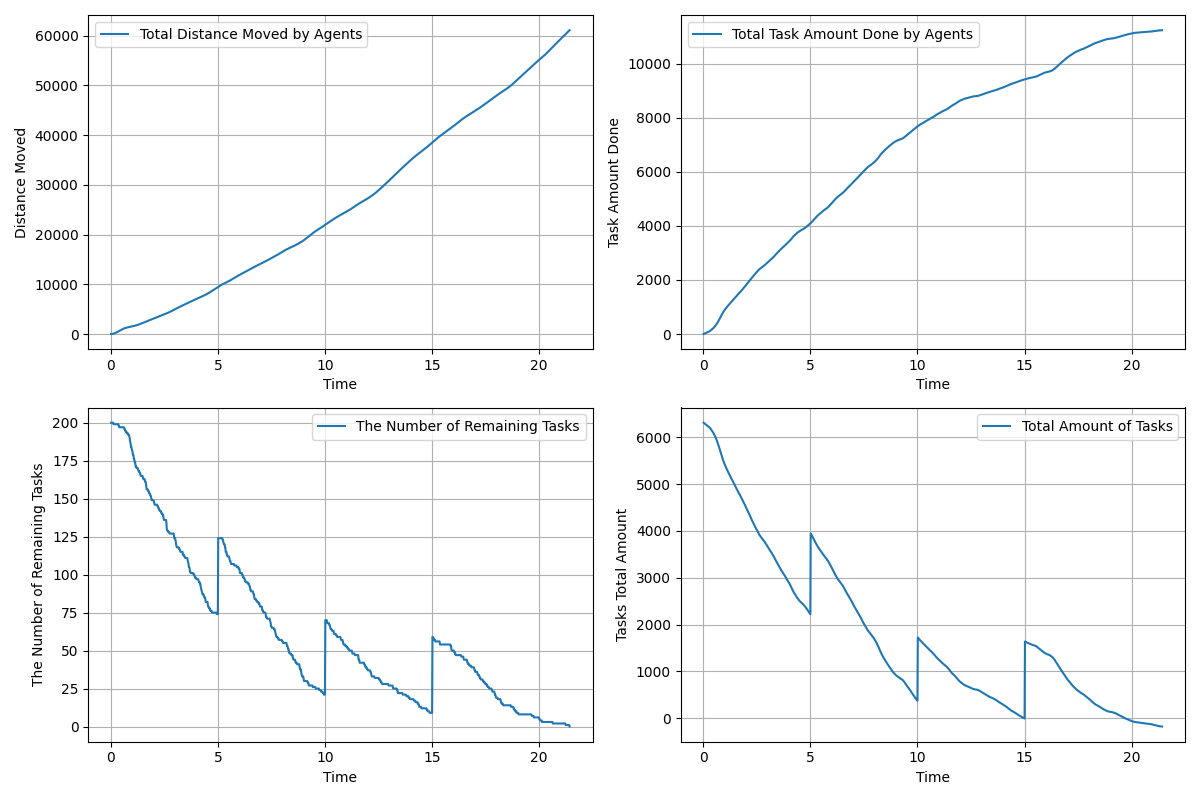 Total Distance Moved by Agents
Distance Moved
60000
50000
40000
30000
20000
10000
0
0 5 10 15 20
Time
Total Task Amount Done by Agents
Task Amount Done
10000
8000
6000
4000
2000
0
0 5 10 15 20
Time
The Number of Remaining Tasks
The Number of Remaining Tasks
200
175
150
125
100
75
50
25
0
0 5 10 15 20
Time
Total Amount of Tasks
Tasks Total Amount
6000
5000
4000
3000
2000
1000
0
0 5 10 15 20
Time